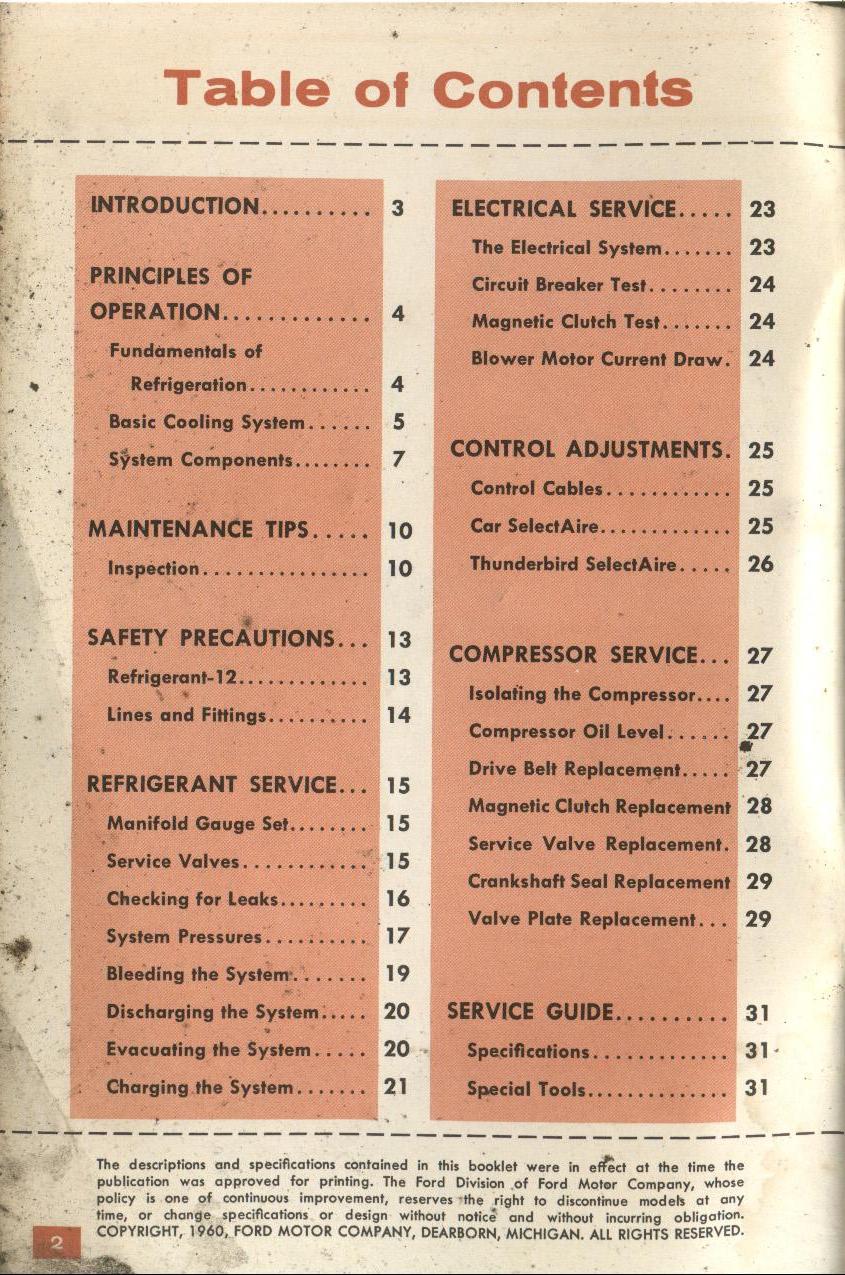 Table of Contents
INTRODUCTION.......... 3
PRINCIPLES OF
OPERATION............. 4
Fundamentals of
Refrigeration............ 4
Basic Cooling System...... 5
System Components........ 7
MAINTENANCE TIPS..... 10
Inspection................ 10
SAFETY PRECAUTIONS... 13
Refrigerant-12............ 13
Lines and Fittings.......... 14
REFRIGERANT SERVICE... 15
Manifold Gauge Set........ 15
Service Valves............ 15
Checking for Leaks......... 16
System Pressures.......... 17
Bleeding the System........ 19
Discharging the System..... 20
Evacuating the System..... 20
Charging the System....... 21
ELECTRICAL SERVICE..... 23
The Electrical System....... 23
Circuit Breaker Test........ 24
Magnetic Clutch Test....... 24
Blower Motor Current Draw. 24
CONTROL ADJUSTMENTS. 25
Control Cables............ 25
Car SelectAire............. 25
Thunderbird SelectAire..... 26
COMPRESSOR SERVICE... 27
Isolating the Compressor.... 27
Compressor Oil Level...... 27
Drive Belt Replacement..... 27
Magnetic Clutch Replacement 28
Service Valve Replacement. 28
Crankshaft Seal Replacement 29
Valve Plate Replacement... 29
SERVICE GUIDE.......... 31
Specifications............. 31
Special Tools.............. 31
The descriptions and specifications contained in this booklet were in effect at the time the
publication was approved for printing. The Ford Division of Ford Motor Company, whose
policy is one of continuous improvement, reserves the right to discontinue models at any
time, or change specifications or design without notice and without incurring obligation.
COPYRIGHT, 1960, FORD MOTOR COMPANY, DEARBORN, MICHIGAN. ALL RIGHTS RESERVED.
2